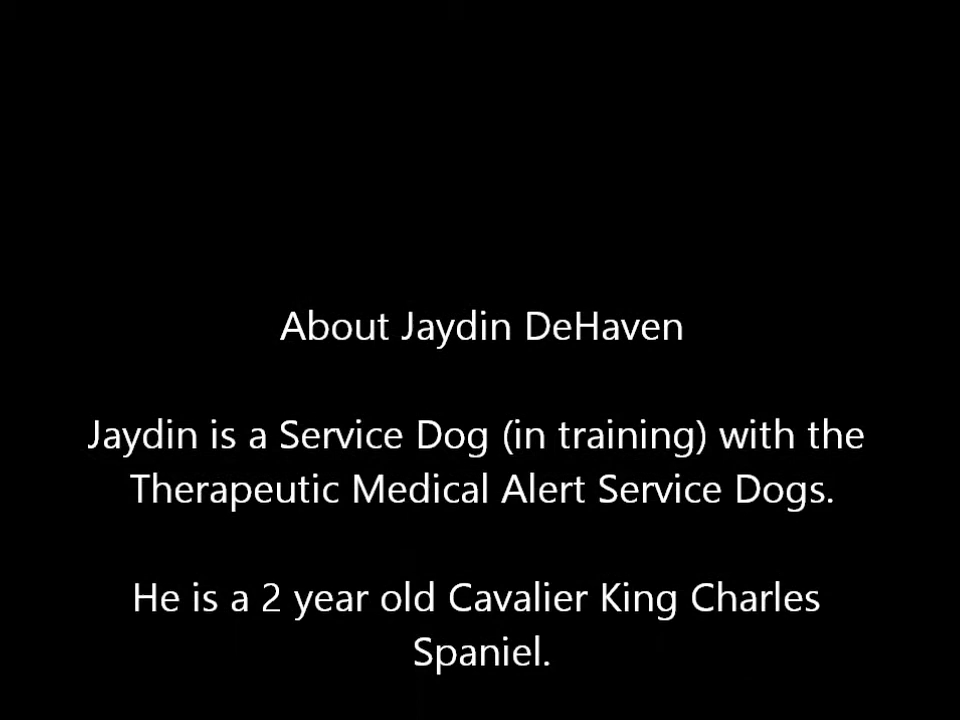 About Jaydin DeHaven
Jaydin is a Service Dog (in training) with the
Therapeutic Medical Alert Service Dogs.
He is a 2 year old Cavalier King Charles
Spaniel.